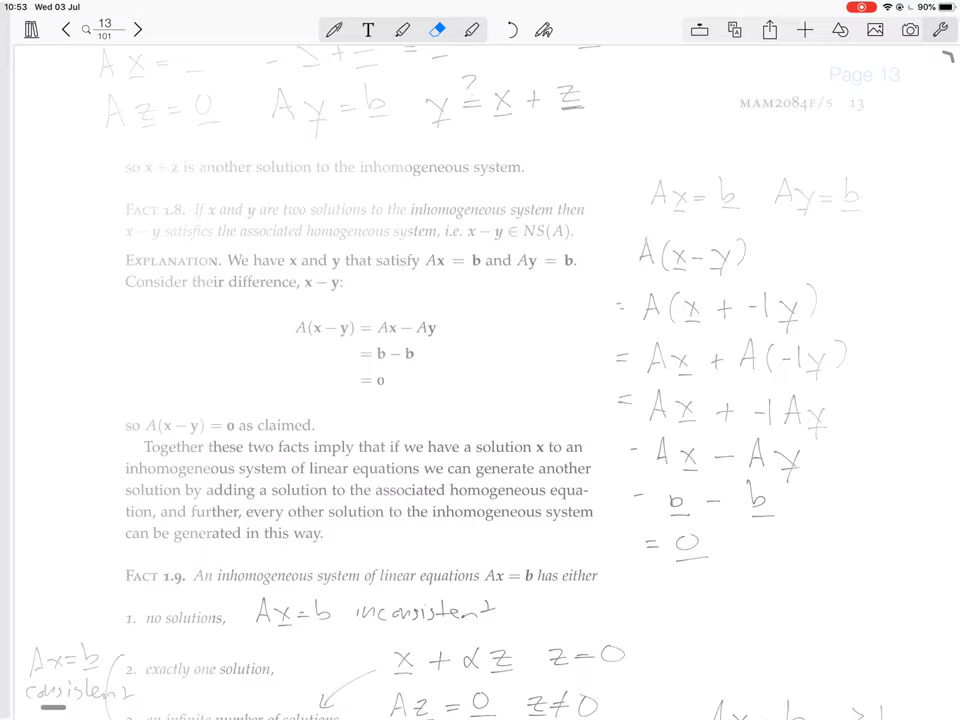 10:53 Wed 03 Jul
90%
13
101
T
Page 13
Ax =
Az = 0 Ay = b y ?= x + z
MAM2084F/S 13
so x + z is another solution to the inhomogeneous system.
FACT 1.8. If x and y are two solutions to the inhomogeneous system then
x − y satisfies the associated homogeneous system, i.e. x − y ∈ NS(A).
EXPLANATION. We have x and y that satisfy Ax = b and Ay = b.
Consider their difference, x − y:
A(x − y) = Ax − Ay
= b − b
= 0
so A(x − y) = 0 as claimed.
Together these two facts imply that if we have a solution x to an
inhomogeneous system of linear equations we can generate another
solution by adding a solution to the associated homogeneous equa-
tion, and further, every other solution to the inhomogeneous system
can be generated in this way.
Ax = b Ay = b
A(x − y)
= A(x + -1y)
= Ax + A(-1y)
= Ax + -1Ay
= Ax − Ay
= b − b
= 0
FACT 1.9. An inhomogeneous system of linear equations Ax = b has either
1. no solutions, Ax = b inconsistent
Ax = b
consistent
2. exactly one solution,
x + αz z = 0
Az = 0 z ≠ 0
3. an infinite number of solutions